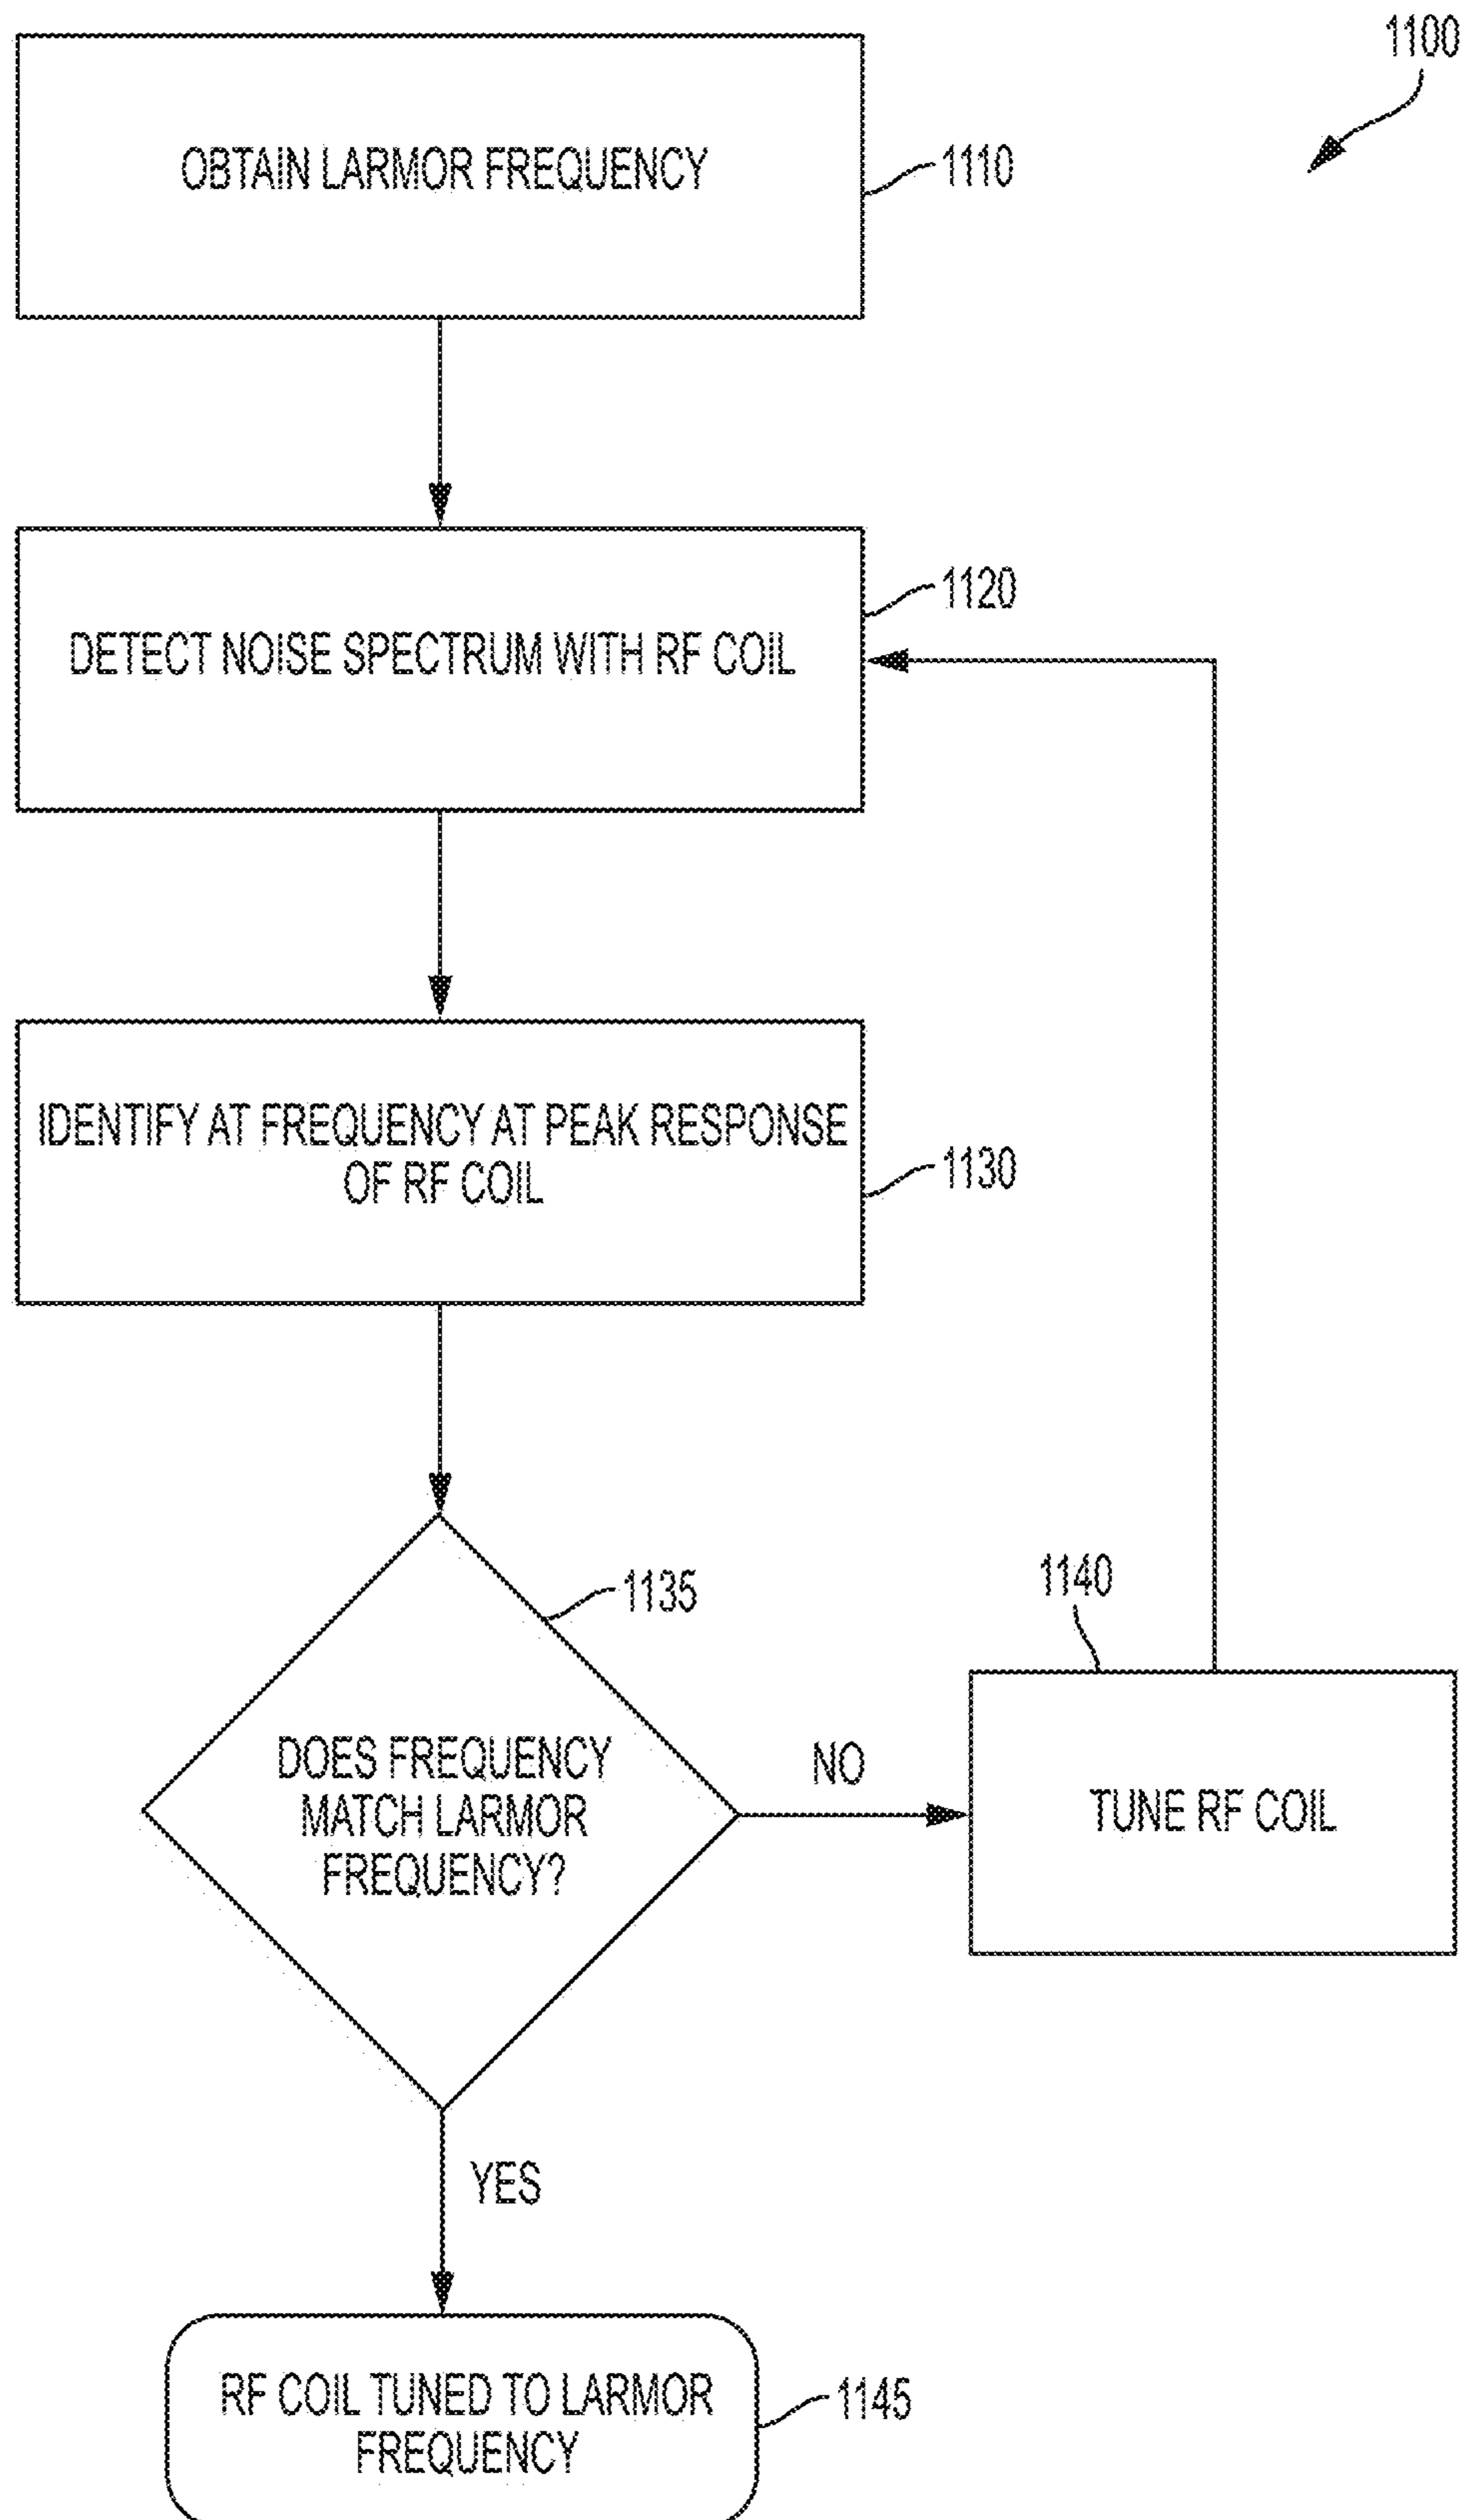 1100
OBTAIN LARMOR FREQUENCY
1110
1120
DETECT NOISE SPECTRUM WITH RF COIL
IDENTIFY AT FREQUENCY AT PEAK RESPONSE
OF RF COIL
1130
1135
1140
DOES FREQUENCY
MATCH LARMOR
FREQUENCY?
NO
TUNE RF COIL
YES
RF COIL TUNED TO LARMOR
FREQUENCY
1145